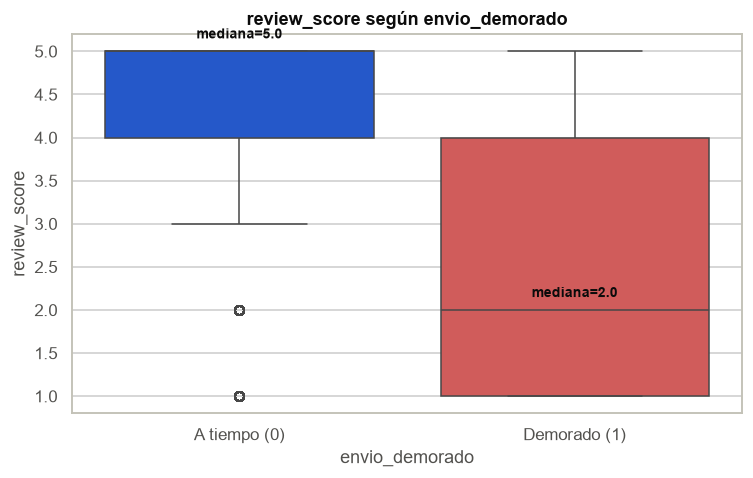 review_score según envio_demorado
mediana=5.0
5.0
4.5
4.0
3.5
3.0
2.5
2.0
1.5
1.0
review_score
mediana=2.0
A tiempo (0)
Demorado (1)
envio_demorado